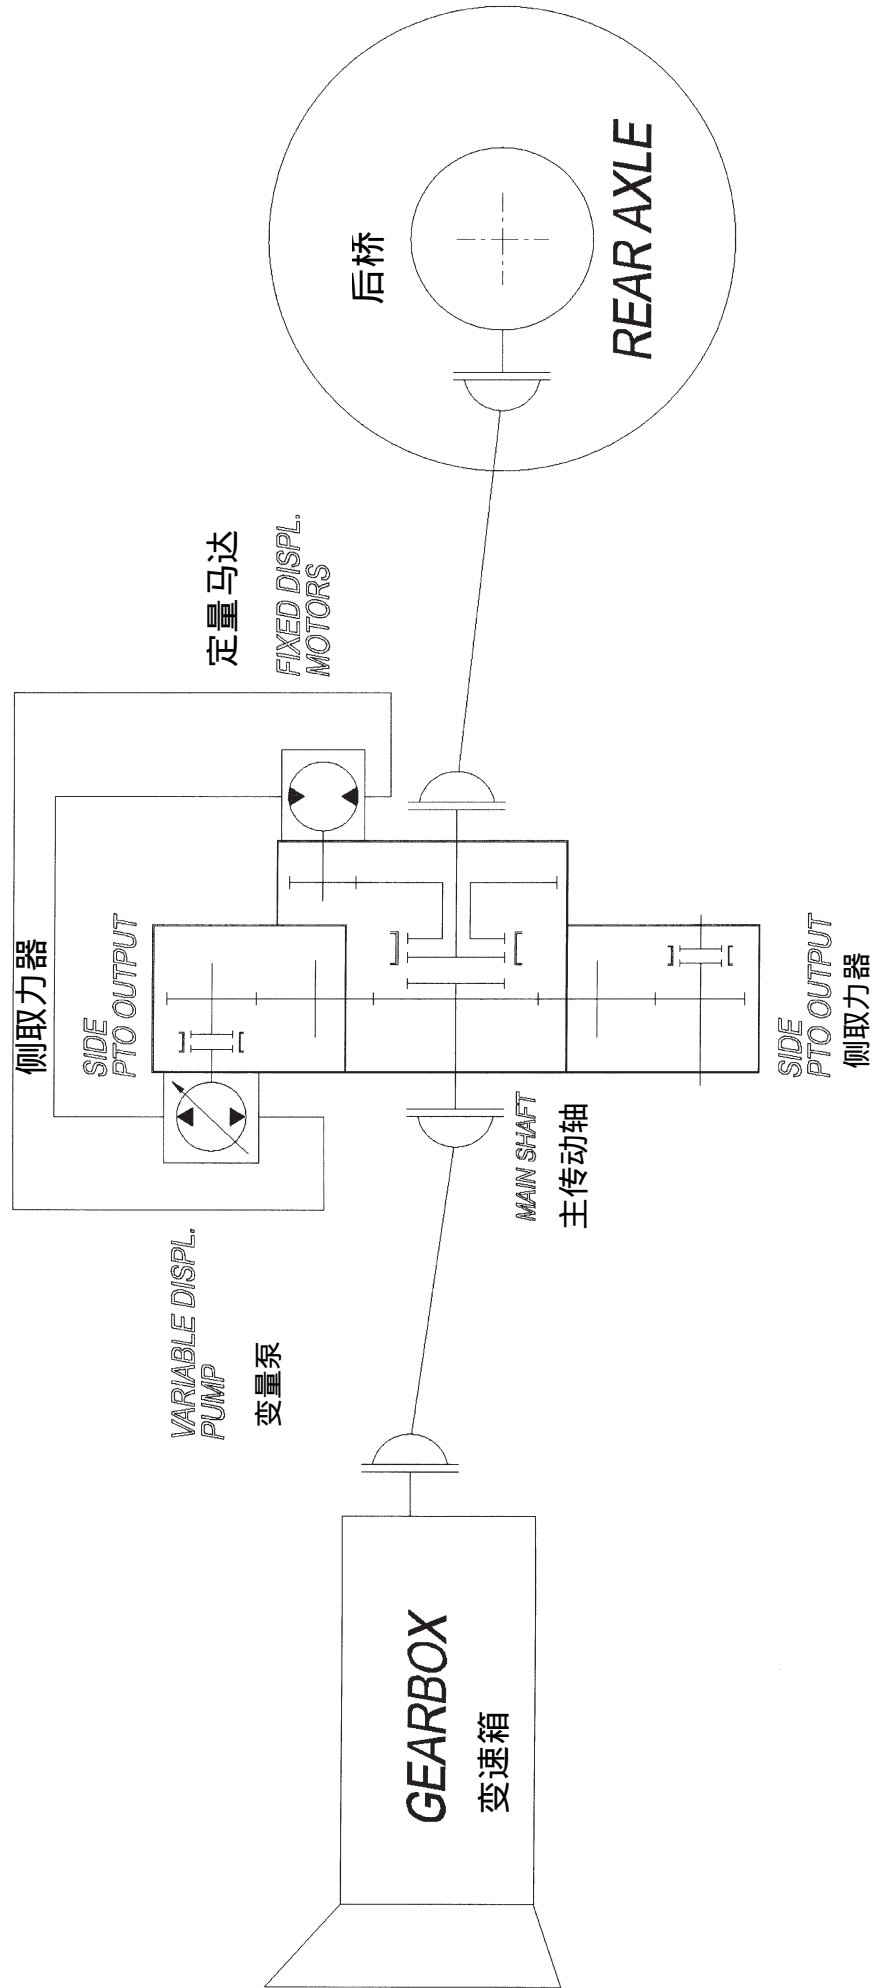 GEARBOX
变速箱
VARIABLE DISPL.
PUMP
变量泵
侧取力器
SIDE
PTO OUTPUT
MAIN SHAFT
主传动轴
SIDE
PTO OUTPUT
侧取力器
定量马达
FIXED DISPL.
MOTORS
后桥
REAR AXLE